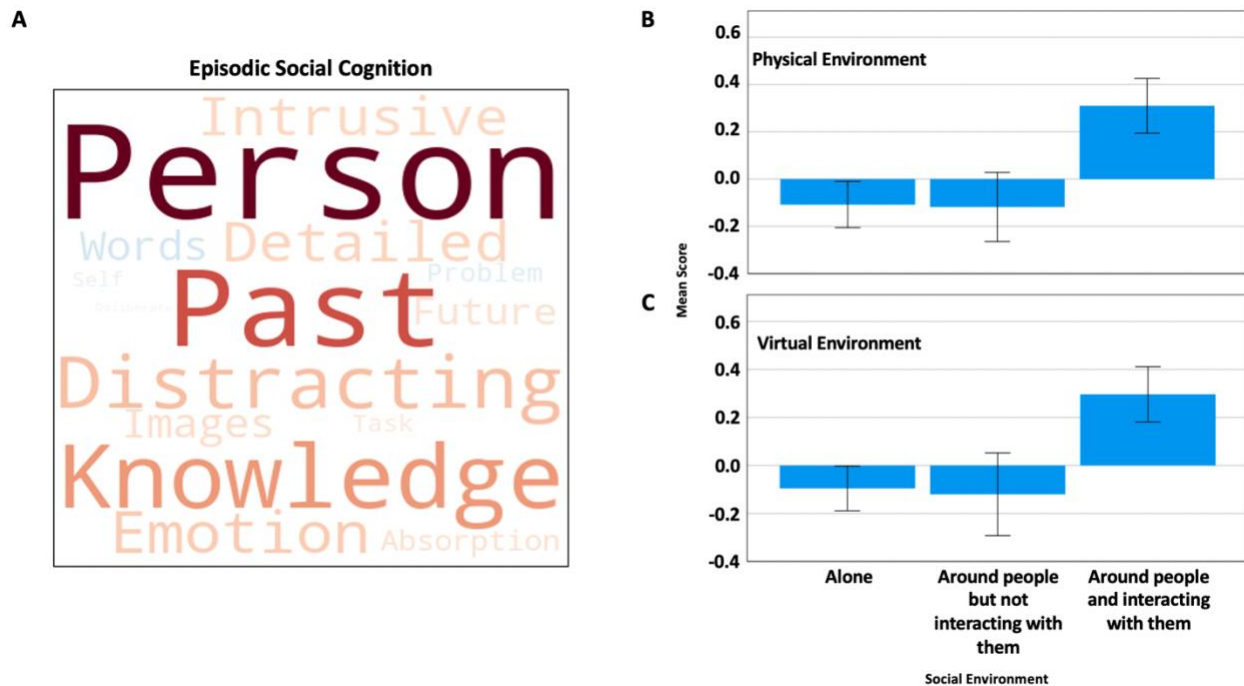 A
Episodic Social Cognition
Intrusive
Person
Words Detailed
Self Problem
Past
Deliberate
Future
Distracting
Images Task
Knowledge
Emotion Absorption
B
Physical Environment
0.6
0.4
0.2
0.0
-0.2
-0.4
Mean Score
C
Virtual Environment
0.6
0.4
0.2
0.0
-0.2
-0.4
Alone
Around people
but not
interacting with
them
Around people
and interacting
with them
Social Environment